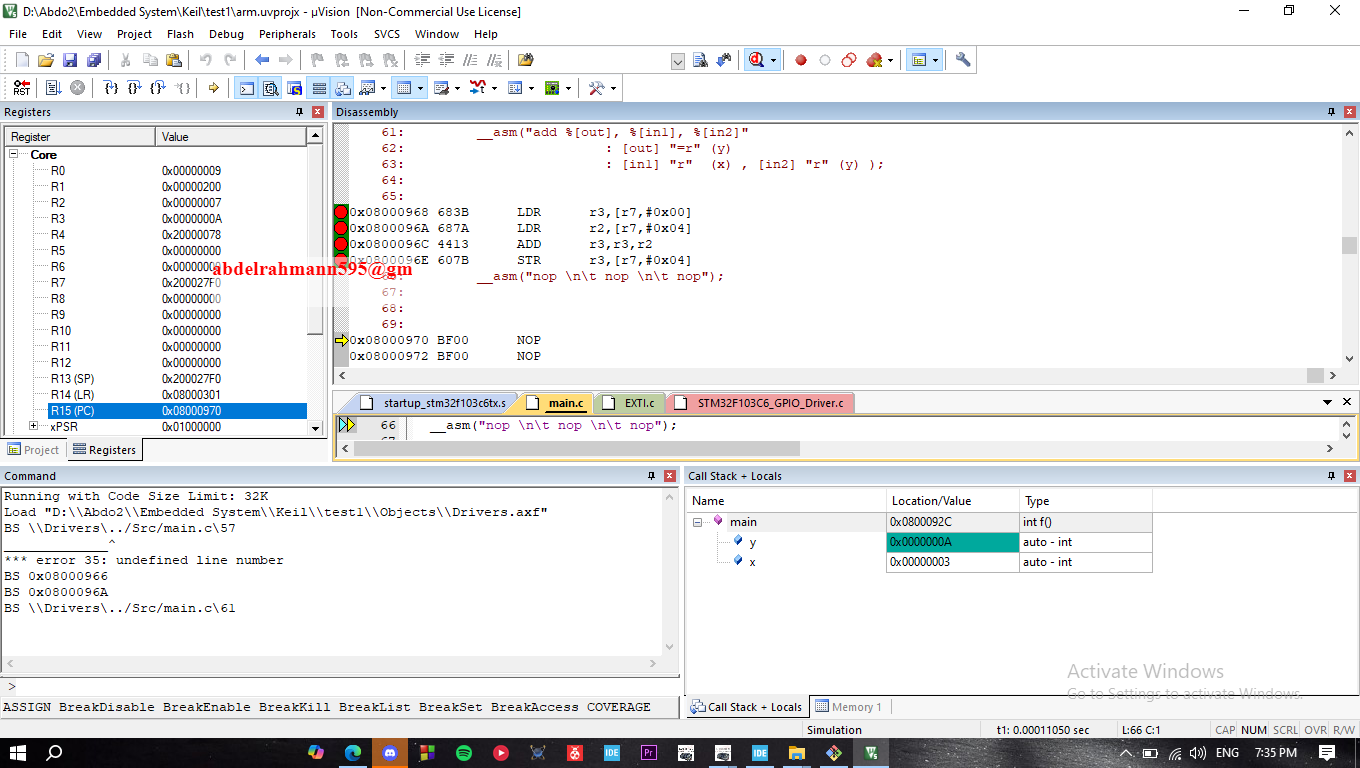 D:\Abdo2\Embedded System\Keil\test1\arm.uvprojx - µVision [Non-Commercial Use License]
File Edit View Project Flash Debug Peripherals Tools SVCS Window Help
RST
Registers
Register Value
Core
R0 0x00000009
R1 0x00000200
R2 0x00000007
R3 0x0000000A
R4 0x20000078
R5 0x00000000
R6 0x00000000
R7 0x200027F0
R8 0x00000000
R9 0x00000000
R10 0x00000000
R11 0x00000000
R12 0x00000000
R13 (SP) 0x200027F0
R14 (LR) 0x08000301
R15 (PC) 0x08000970
xPSR 0x01000000
abdelrahmann595@gm
Project Registers
Disassembly
61: __asm("add %[out], %[in1], %[in2]"
62: : [out] "=r" (y)
63: : [in1] "r" (x) , [in2] "r" (y) );
64:
65:
0x08000968 683B LDR r3,[r7,#0x00]
0x0800096A 687A LDR r2,[r7,#0x04]
0x0800096C 4413 ADD r3,r3,r2
0x0800096E 607B STR r3,[r7,#0x04]
66: __asm("nop \n\t nop \n\t nop");
67:
68:
69:
0x08000970 BF00 NOP
0x08000972 BF00 NOP
startup_stm32f103c6tx.s main.c EXTI.c STM32F103C6_GPIO_Driver.c
66 __asm("nop \n\t nop \n\t nop");
67
Command
Running with Code Size Limit: 32K
Load "D:\\Abdo2\\Embedded System\\Keil\\test1\\Objects\\Drivers.axf"
BS \\Drivers\../Src/main.c\57
______________^
*** error 35: undefined line number
BS 0x08000966
BS 0x0800096A
BS \\Drivers\../Src/main.c\61
>
ASSIGN BreakDisable BreakEnable BreakKill BreakList BreakSet BreakAccess COVERAGE
Call Stack + Locals
Name Location/Value Type
main 0x0800092C int f()
y 0x0000000A auto - int
x 0x00000003 auto - int
Activate Windows
Go to Settings to activate Windows.
Call Stack + Locals Memory 1
Simulation t1: 0.00011050 sec L:66 C:1 CAP NUM SCRL OVR R/W
IDE Pr IDE ENG 7:35 PM